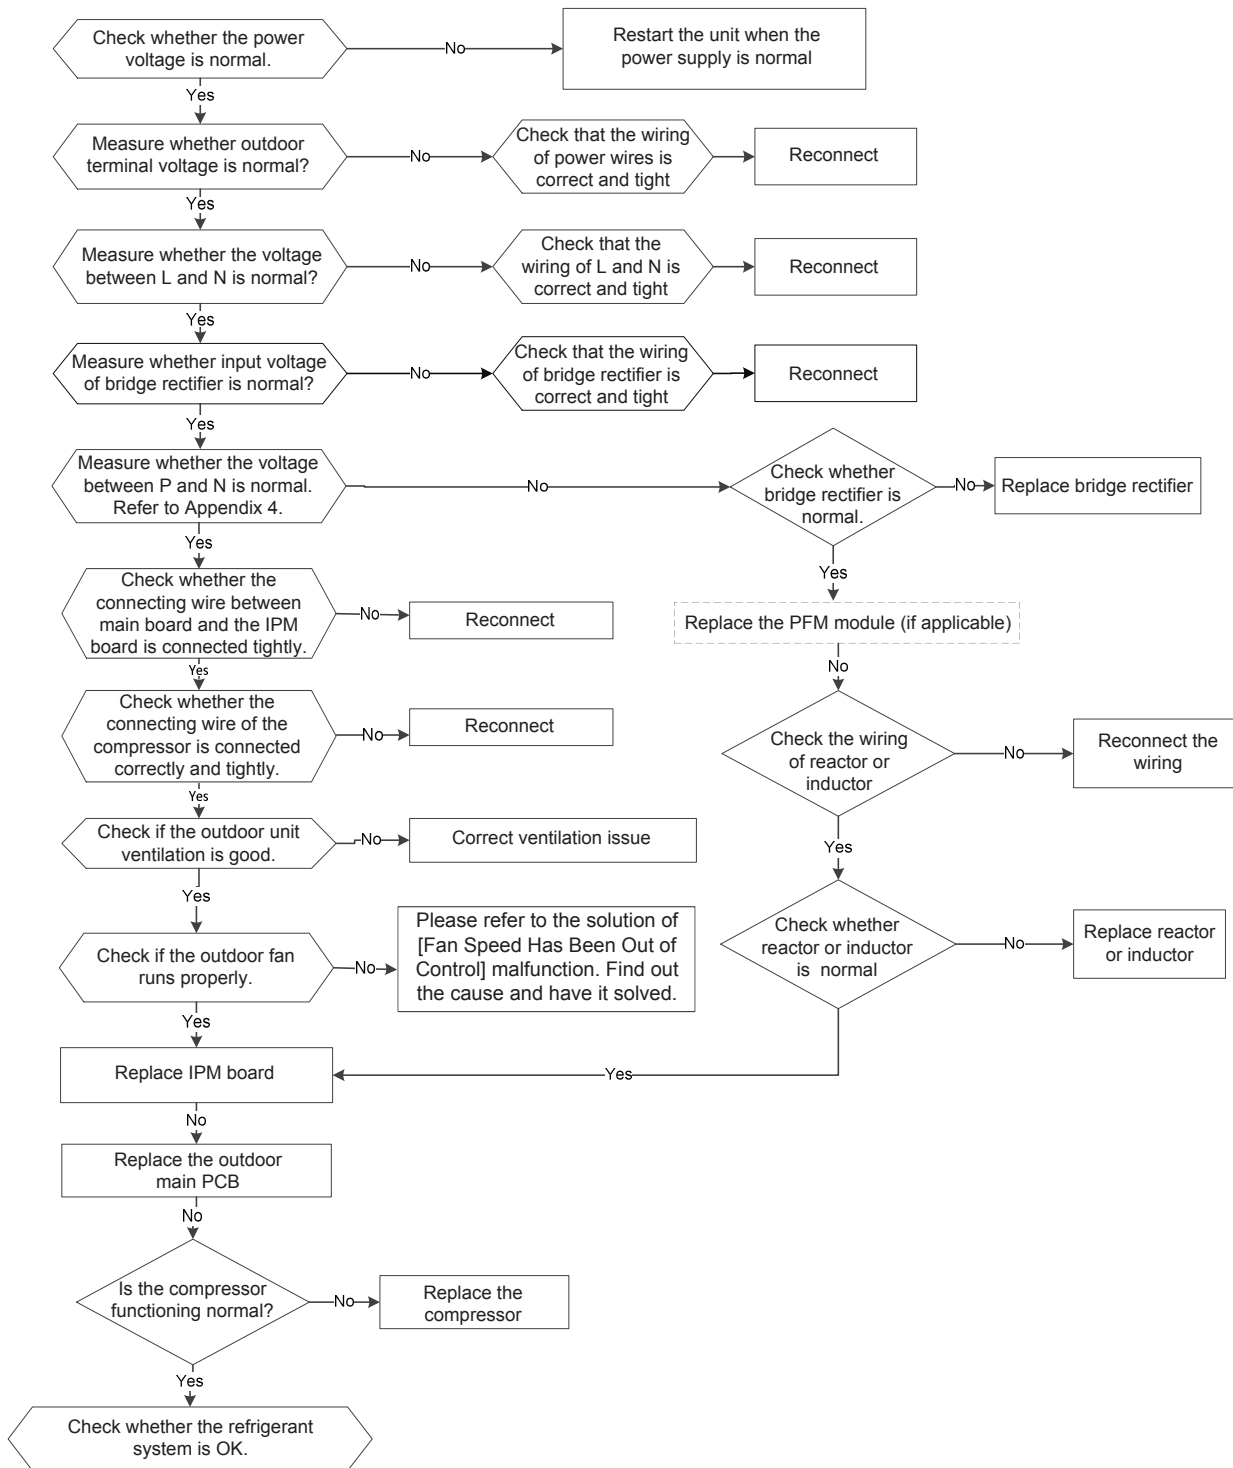 Check whether the power
voltage is normal.
No
Restart the unit when the
power supply is normal
Yes
Measure whether outdoor
terminal voltage is normal?
No
Check that the wiring
of power wires is
correct and tight
Reconnect
Yes
Measure whether the voltage
between L and N is normal?
No
Check that the
wiring of L and N is
correct and tight
Reconnect
Yes
Measure whether input voltage
of bridge rectifier is normal?
No
Check that the wiring
of bridge rectifier is
correct and tight
Reconnect
Yes
Measure whether the voltage
between P and N is normal.
Refer to Appendix 4.
No
Check whether
bridge rectifier is
normal.
No
Replace bridge rectifier
Yes
Yes
Check whether the
connecting wire between
main board and the IPM
board is connected tightly.
No
Reconnect
Replace the PFM module (if applicable)
No
Yes
Check whether the
connecting wire of the
compressor is connected
correctly and tightly.
No
Reconnect
Check the wiring
of reactor or
inductor
No
Reconnect the
wiring
Yes
Check if the outdoor unit
ventilation is good.
No
Correct ventilation issue
Yes
Yes
Check if the outdoor fan
runs properly.
No
Please refer to the solution of
[Fan Speed Has Been Out of
Control] malfunction. Find out
the cause and have it solved.
Check whether
reactor or inductor
is normal
No
Replace reactor
or inductor
Yes
Replace IPM board
Yes
No
Replace the outdoor
main PCB
No
Is the compressor
functioning normal?
No
Replace the
compressor
Yes
Check whether the refrigerant
system is OK.